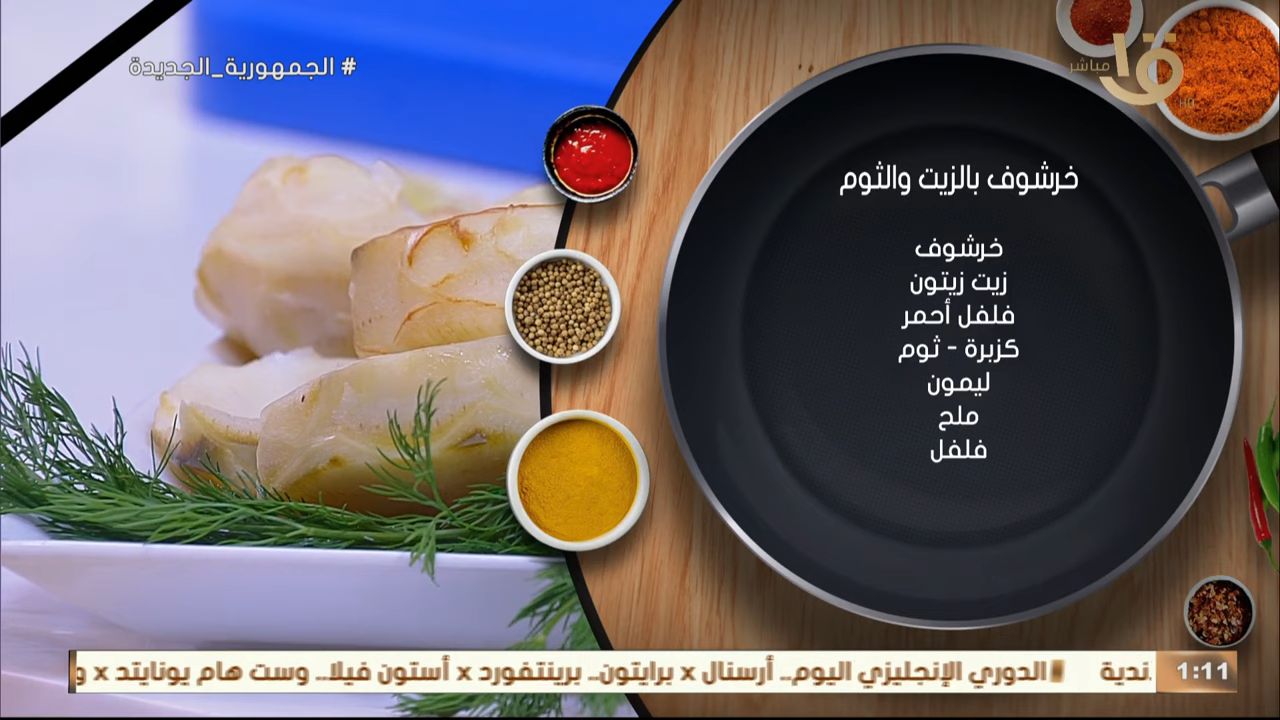 # الجمهورية_الجديدة
مباشر
HD
خرشوف بالزيت والثوم
خرشوف
زيت زيتون
فلفل أحمر
كزبرة - ثوم
ليمون
ملح
فلفل
1:11
الدوري الإنجليزي اليوم.. أرسنال x برايتون.. برينتفورد x أستون فيلا.. وست هام يونايتد x و